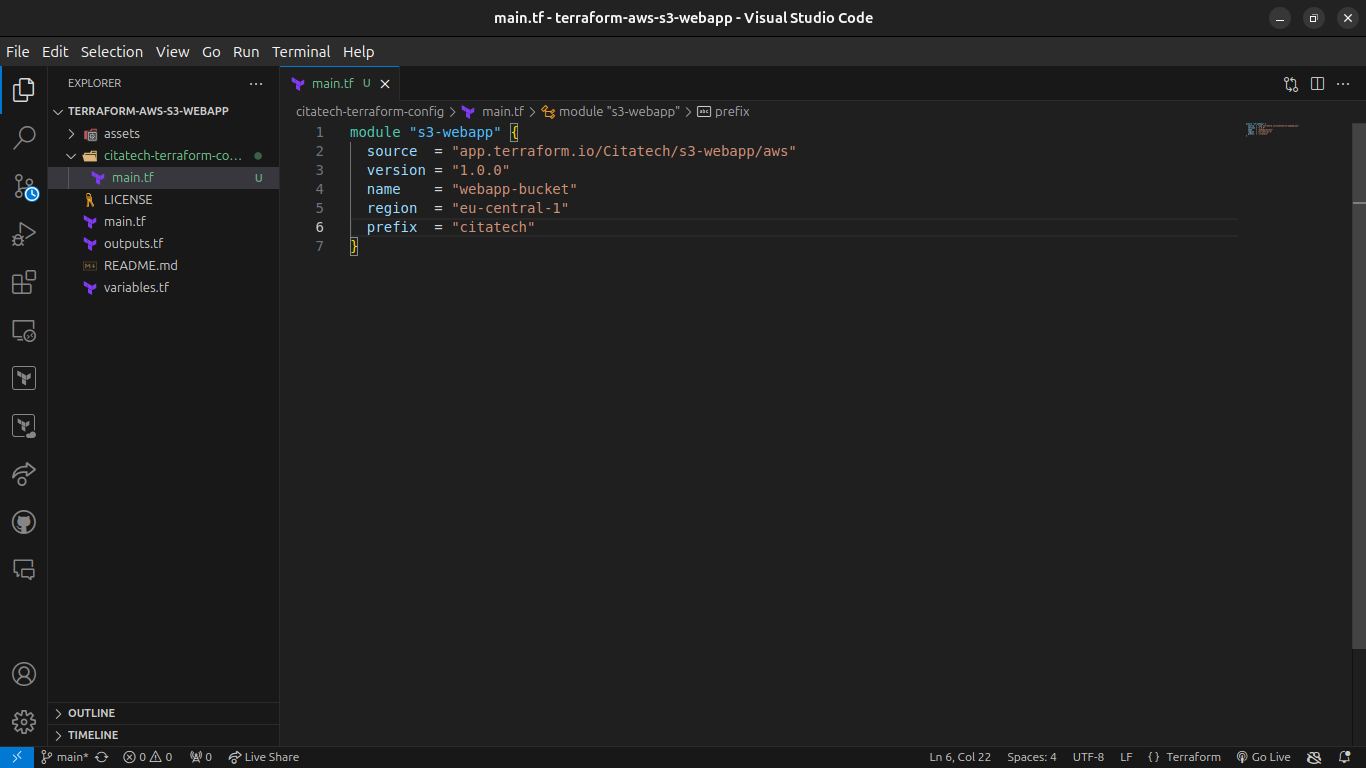 main.tf - terraform-aws-s3-webapp - Visual Studio Code
File Edit Selection View Go Run Terminal Help
EXPLORER
TERRAFORM-AWS-S3-WEBAPP
assets
citatech-terraform-co...
main.tf U
LICENSE
main.tf
outputs.tf
README.md
variables.tf
OUTLINE
TIMELINE
main.tf U
citatech-terraform-config > main.tf > module "s3-webapp" > abc prefix
1 module "s3-webapp" {
2 source = "app.terraform.io/Citatech/s3-webapp/aws"
3 version = "1.0.0"
4 name = "webapp-bucket"
5 region = "eu-central-1"
6 prefix = "citatech"
7 }
main* 0 0 0 Live Share Ln 6, Col 22 Spaces: 4 UTF-8 LF {} Terraform Go Live